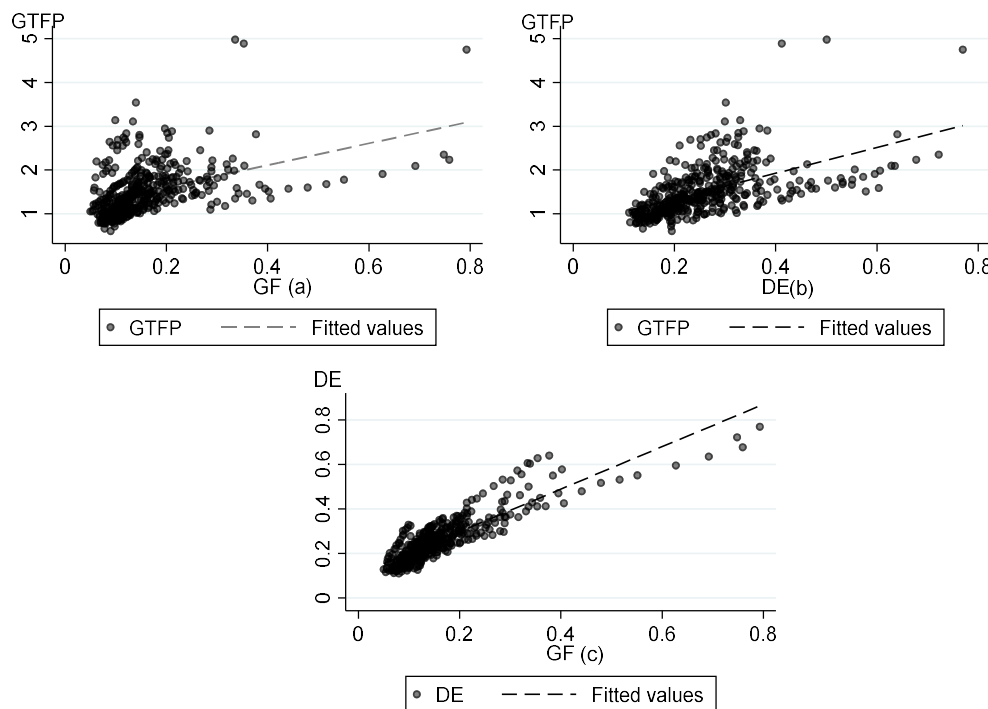 GTFP
5
4
3
2
1
0 0.2 0.4 0.6 0.8
GF (a)
GTFP Fitted values
GTFP
5
4
3
2
1
0 0.2 0.4 0.6 0.8
DE(b)
GTFP Fitted values
DE
0.8
0.6
0.4
0.2
0
0 0.2 0.4 0.6 0.8
GF (c)
DE Fitted values